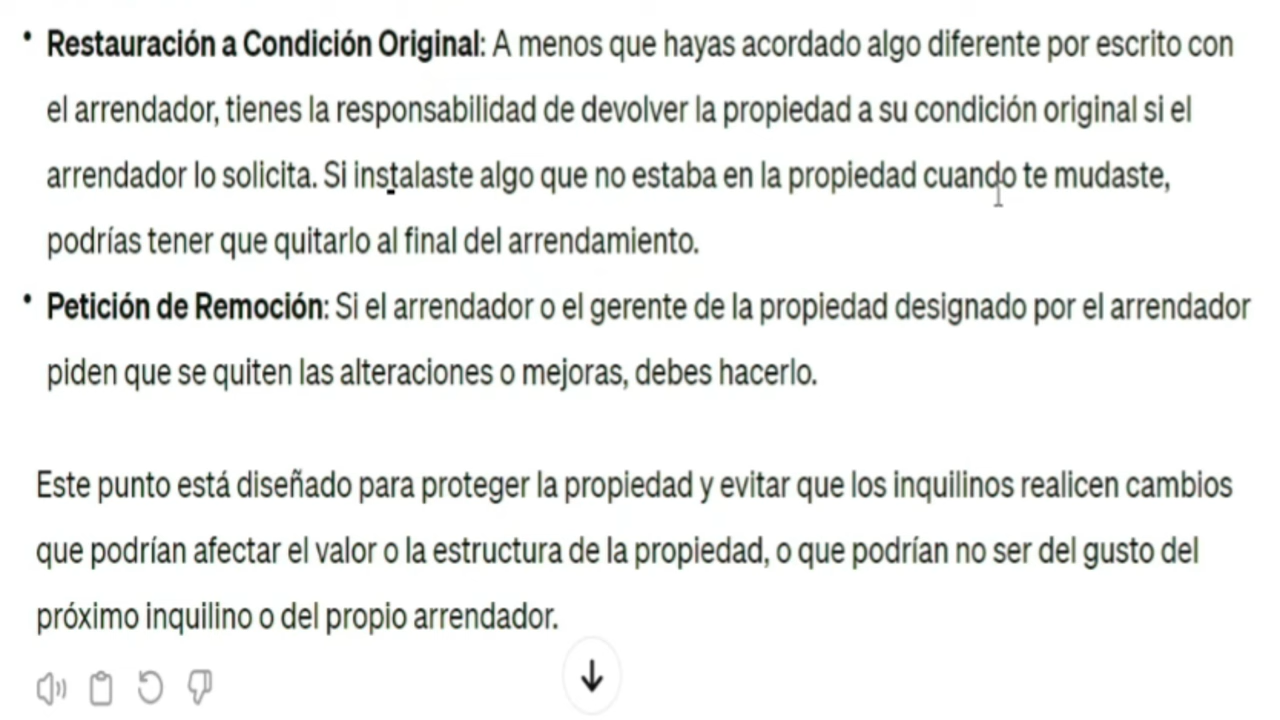 • Restauración a Condición Original: A menos que hayas acordado algo diferente por escrito con
el arrendador, tienes la responsabilidad de devolver la propiedad a su condición original si el
arrendador lo solicita. Si instalaste algo que no estaba en la propiedad cuando te mudaste,
podrías tener que quitarlo al final del arrendamiento.
• Petición de Remoción: Si el arrendador o el gerente de la propiedad designado por el arrendador
piden que se quiten las alteraciones o mejoras, debes hacerlo.
Este punto está diseñado para proteger la propiedad y evitar que los inquilinos realicen cambios
que podrían afectar el valor o la estructura de la propiedad, o que podrían no ser del gusto del
próximo inquilino o del propio arrendador.